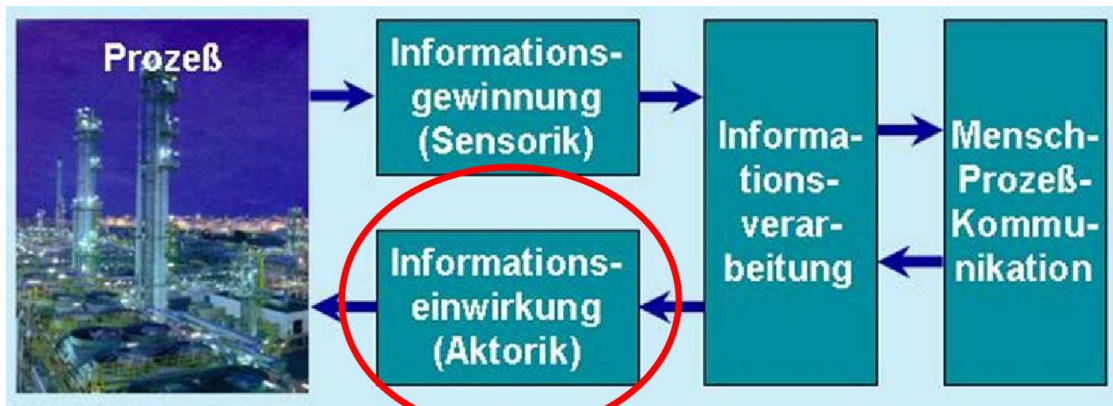 Prozeß
Informations-
gewinnung
(Sensorik)
Informations-
einwirkung
(Aktorik)
Informa-
tions-
verar-
beitung
Mensch-
Prozeß-
Kommu-
nikation